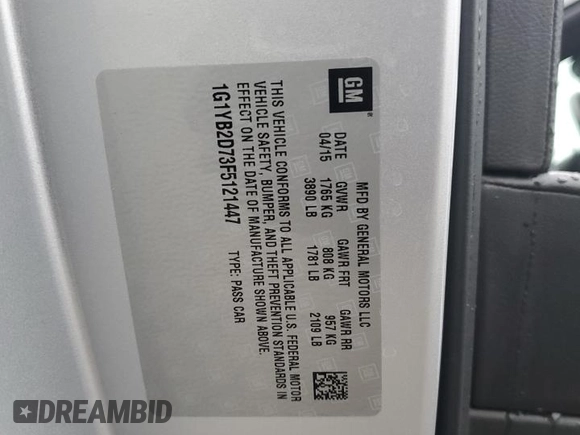 GM
MFD BY GENERAL MOTORS LLC
DATE GVWR GAWR FRT GAWR RR
04/15 1765 KG 808 KG 957 KG
3890 LB 1781 LB 2109 LB
THIS VEHICLE CONFORMS TO ALL APPLICABLE U.S. FEDERAL MOTOR
VEHICLE SAFETY, BUMPER, AND THEFT PREVENTION STANDARDS IN
EFFECT ON THE DATE OF MANUFACTURE SHOWN ABOVE.
1G1YB2D73F5121447 TYPE: PASS CAR
DREAMBID